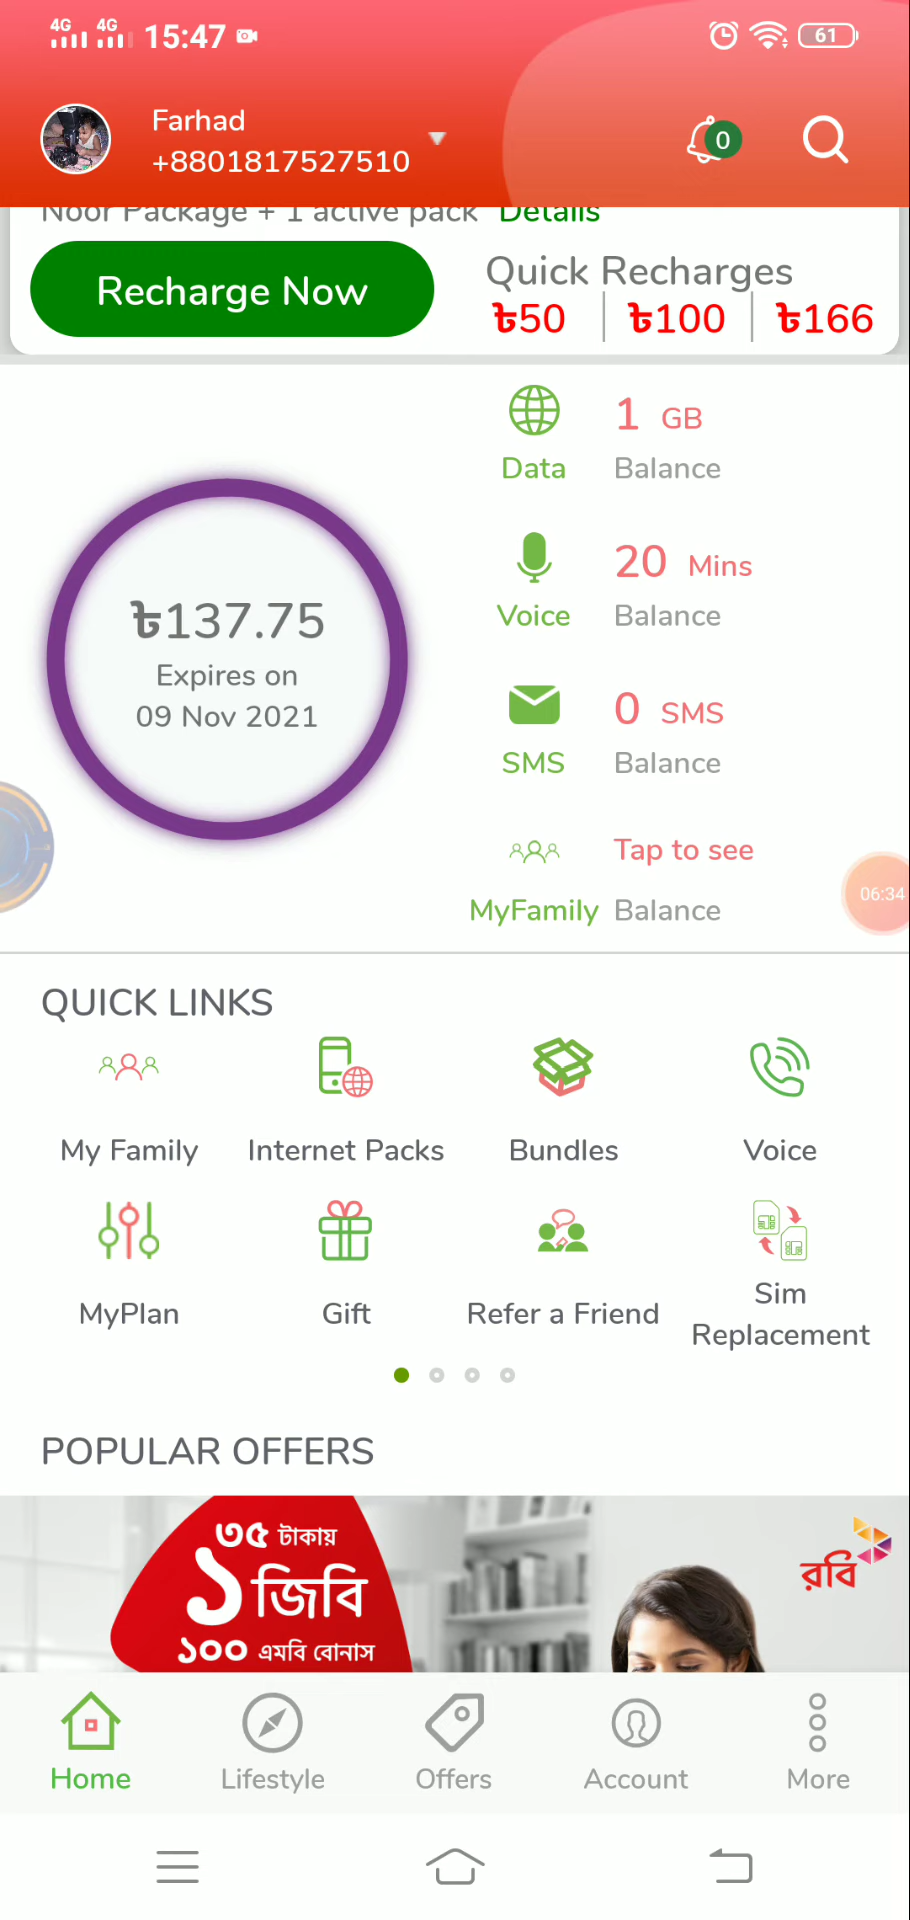 4G 4G 15:47 61
Farhad
+8801817527510
0
Noor Package + 1 active pack Details
Recharge Now
Quick Recharges
৳50 ৳100 ৳166
1 GB
Data Balance
20 Mins
Voice Balance
৳137.75
Expires on
09 Nov 2021
0 SMS
SMS Balance
Tap to see
MyFamily Balance
06:34
QUICK LINKS
My Family Internet Packs Bundles Voice
MyPlan Gift Refer a Friend Sim Replacement
POPULAR OFFERS
৩৫ টাকায়
১ জিবি
১০০ এমবি বোনাস
রবি
Home Lifestyle Offers Account More